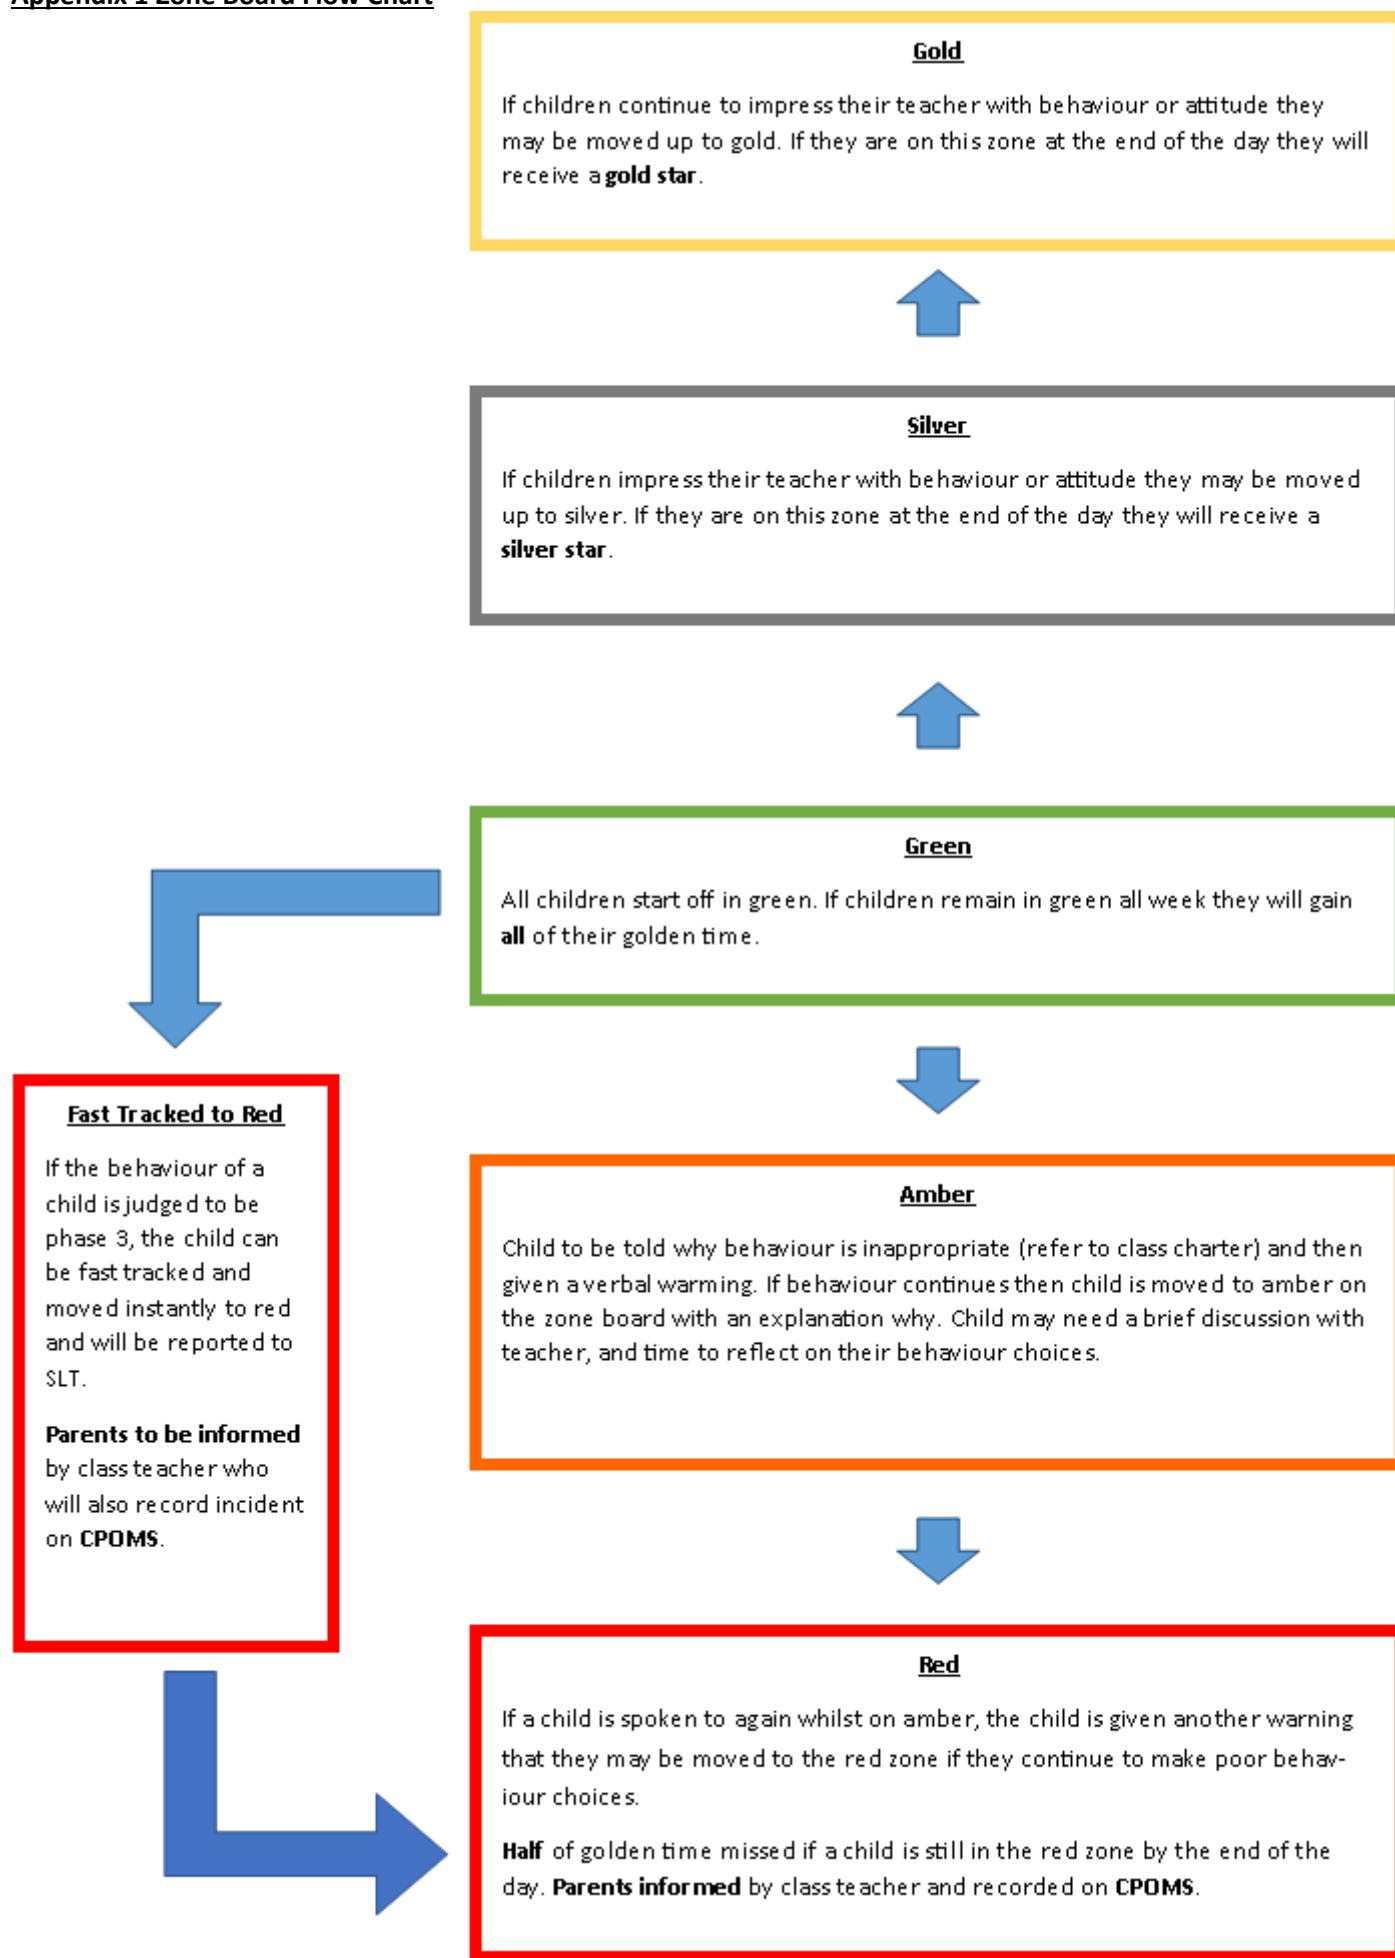 Appendix 1 Zone Board Flow Chart
Gold
If children continue to impress their teacher with behaviour or attitude they
may be moved up to gold. If they are on this zone at the end of the day they will
receive a gold star.
Silver
If children impress their teacher with behaviour or attitude they may be moved
up to silver. If they are on this zone at the end of the day they will receive a
silver star.
Green
All children start off in green. If children remain in green all week they will gain
all of their golden time.
Fast Tracked to Red
If the behaviour of a
child is judged to be
phase 3, the child can
be fast tracked and
moved instantly to red
and will be reported to
SLT.
Parents to be informed
by class teacher who
will also record incident
on CPOMS.
Amber
Child to be told why behaviour is inappropriate (refer to class charter) and then
given a verbal warming. If behaviour continues then child is moved to amber on
the zone board with an explanation why. Child may need a brief discussion with
teacher, and time to reflect on their behaviour choices.
Red
If a child is spoken to again whilst on amber, the child is given another warning
that they may be moved to the red zone if they continue to make poor behav-
iour choices.
Half of golden time missed if a child is still in the red zone by the end of the
day. Parents informed by class teacher and recorded on CPOMS.